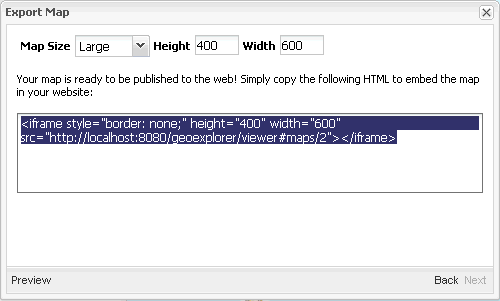 Export Map
Map Size Large Height 400 Width 600
Your map is ready to be published to the web! Simply copy the following HTML to embed the map
in your website:
<iframe style="border: none;" height="400" width="600"
src="http://localhost:8080/geoexplorer/viewer#maps/2"></iframe>
Preview Back Next